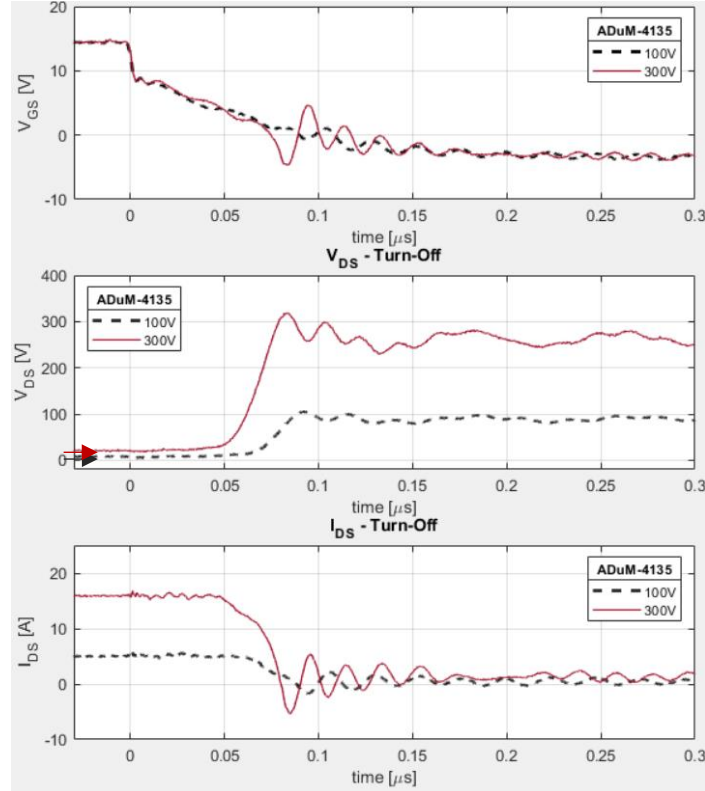 20
10
0
-10
V_GS [V]
ADuM-4135
100V
300V
0 0.05 0.1 0.15 0.2 0.25 0.3
time [μs]
V_DS - Turn-Off
400
300
200
100
0
V_DS [V]
ADuM-4135
100V
300V
0 0.05 0.1 0.15 0.2 0.25 0.3
time [μs]
I_DS - Turn-Off
20
10
0
-10
I_DS [A]
ADuM-4135
100V
300V
0 0.05 0.1 0.15 0.2 0.25 0.3
time [μs]